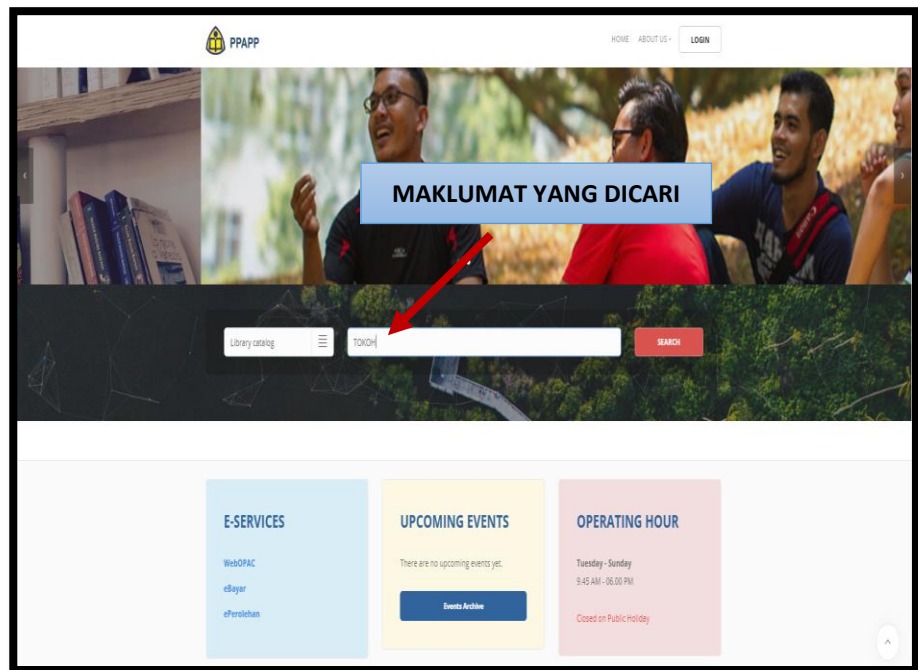 PPAPP
HOME ABOUT US LOGIN
MAKLUMAT YANG DICARI
Library catalog TOKOH SEARCH
E-SERVICES
WebOPAC
eBayar
ePerolehan
UPCOMING EVENTS
There are no upcoming events yet.
Events Archive
OPERATING HOUR
Tuesday - Sunday
9.45 AM - 06.00 PM
Closed on Public Holiday